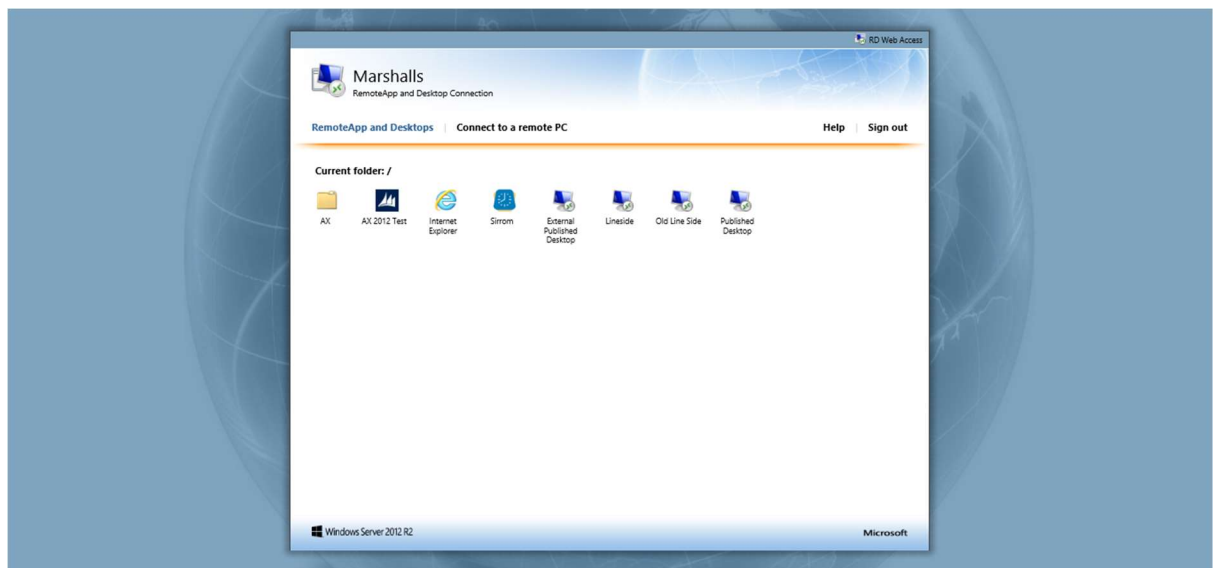 RD Web Access
Marshalls
RemoteApp and Desktop Connection
RemoteApp and Desktops Connect to a remote PC Help Sign out
Current folder: /
AX
AX 2012 Test
Internet
Explorer
Sirrom
External
Published
Desktop
Lineside
Old Line Side
Published
Desktop
Windows Server 2012 R2
Microsoft